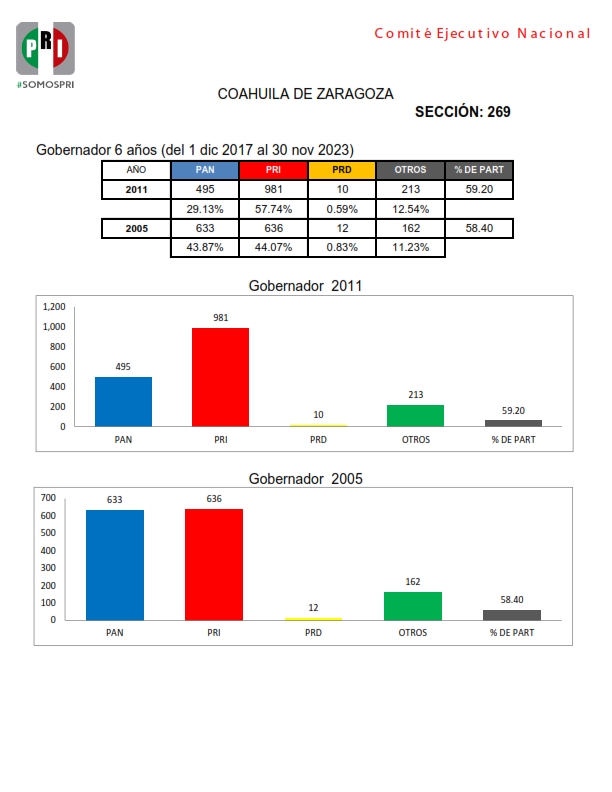 Comité Ejecutivo Nacional
PRI
#SOMOSPRI
COAHUILA DE ZARAGOZA
SECCIÓN: 269
Gobernador 6 años (del 1 dic 2017 al 30 nov 2023)
AÑO PAN PRI PRD OTROS % DE PART
2011 495 981 10 213 59.20
29.13% 57.74% 0.59% 12.54%
2005 633 636 12 162 58.40
43.87% 44.07% 0.83% 11.23%
Gobernador 2011
1,200
1,000
800
600
400
200
0
495
981
10
213
59.20
PAN PRI PRD OTROS % DE PART
Gobernador 2005
700
600
500
400
300
200
100
0
633
636
12
162
58.40
PAN PRI PRD OTROS % DE PART